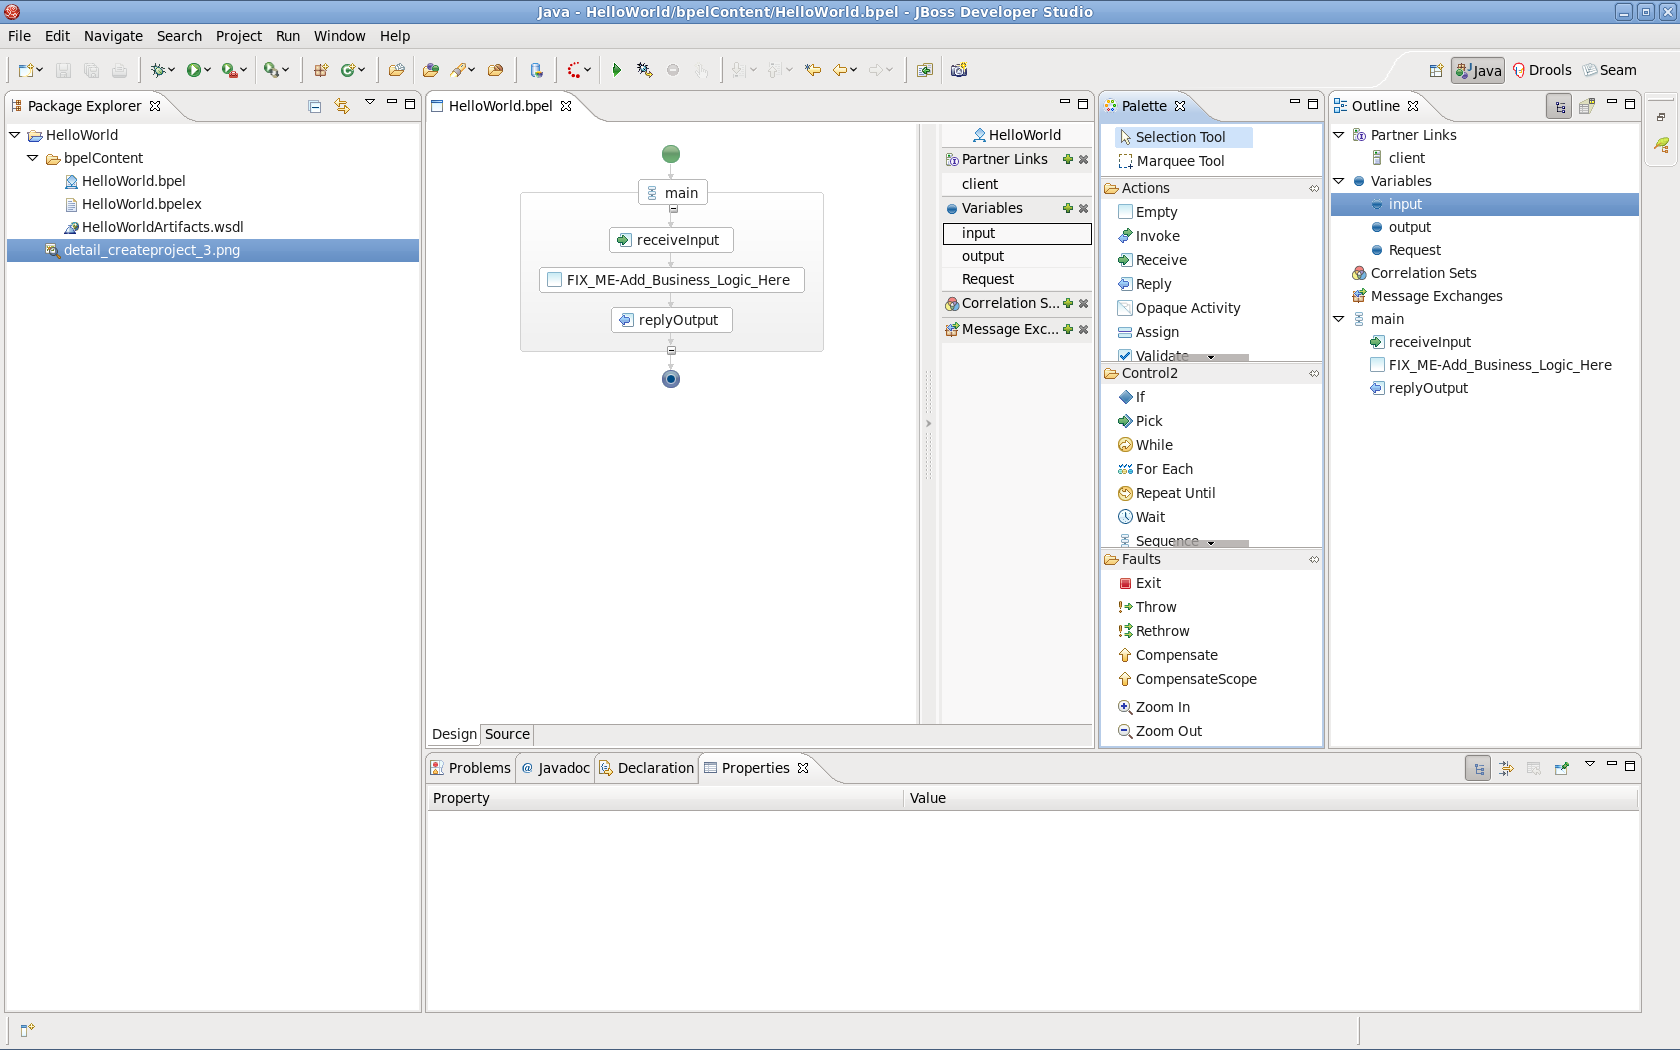 Java - HelloWorld/bpelContent/HelloWorld.bpel - JBoss Developer Studio
File Edit Navigate Search Project Run Window Help
Java Drools Seam
Package Explorer
HelloWorld
bpelContent
HelloWorld.bpel
HelloWorld.bpelex
HelloWorldArtifacts.wsdl
detail_createproject_3.png
HelloWorld.bpel
main
receiveInput
FIX_ME-Add_Business_Logic_Here
replyOutput
HelloWorld
Partner Links
client
Variables
input
output
Request
Correlation S...
Message Exc...
Design Source
Palette
Selection Tool
Marquee Tool
Actions
Empty
Invoke
Receive
Reply
Opaque Activity
Assign
Validate
Control2
If
Pick
While
For Each
Repeat Until
Wait
Sequence
Faults
Exit
Throw
Rethrow
Compensate
CompensateScope
Zoom In
Zoom Out
Outline
Partner Links
client
Variables
input
output
Request
Correlation Sets
Message Exchanges
main
receiveInput
FIX_ME-Add_Business_Logic_Here
replyOutput
Problems @ Javadoc Declaration Properties
Property Value